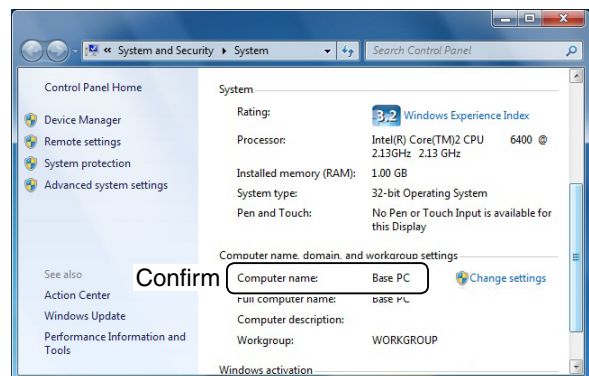 « System and Security ▸ System
Search Control Panel
Control Panel Home
Device Manager
Remote settings
System protection
Advanced system settings
See also
Action Center
Windows Update
Performance Information and
Tools
System
Rating: 3,2 Windows Experience Index
Processor: Intel(R) Core(TM)2 CPU 6400 @
2.13GHz 2.13 GHz
Installed memory (RAM): 1.00 GB
System type: 32-bit Operating System
Pen and Touch: No Pen or Touch Input is available for
this Display
Computer name, domain, and workgroup settings
Confirm
Computer name: Base PC Change settings
Full computer name: Base PC
Computer description:
Workgroup: WORKGROUP
Windows activation